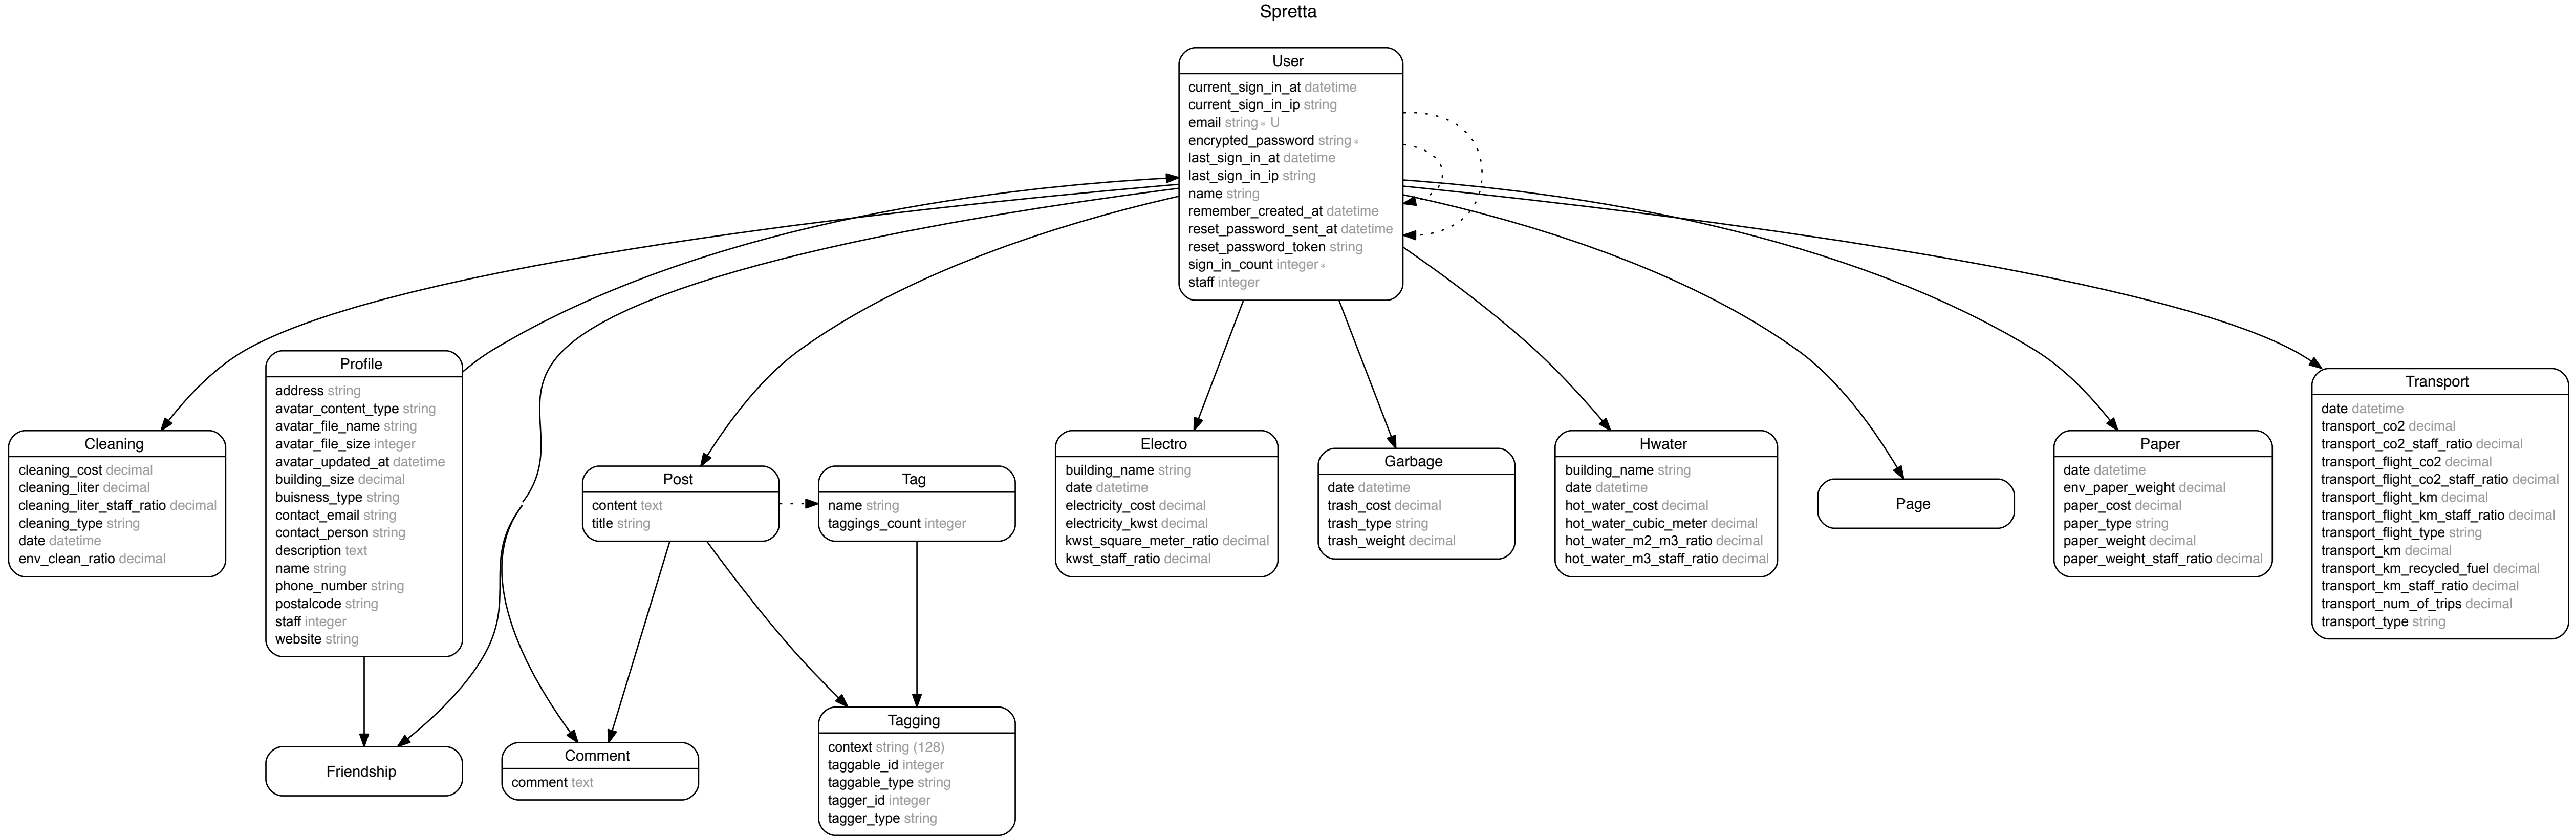 Spretta
User
current_sign_in_at datetime
current_sign_in_ip string
email string * U
encrypted_password string *
last_sign_in_at datetime
last_sign_in_ip string
name string
remember_created_at datetime
reset_password_sent_at datetime
reset_password_token string
sign_in_count integer *
staff integer
Cleaning
cleaning_cost decimal
cleaning_liter decimal
cleaning_liter_staff_ratio decimal
cleaning_type string
date datetime
env_clean_ratio decimal
Profile
address string
avatar_content_type string
avatar_file_name string
avatar_file_size integer
avatar_updated_at datetime
building_size decimal
buisness_type string
contact_email string
contact_person string
description text
name string
phone_number string
postalcode string
staff integer
website string
Post
content text
title string
Tag
name string
taggings_count integer
Electro
building_name string
date datetime
electricity_cost decimal
electricity_kwst decimal
kwst_square_meter_ratio decimal
kwst_staff_ratio decimal
Garbage
date datetime
trash_cost decimal
trash_type string
trash_weight decimal
Hwater
building_name string
date datetime
hot_water_cost decimal
hot_water_cubic_meter decimal
hot_water_m2_m3_ratio decimal
hot_water_m3_staff_ratio decimal
Page
Paper
date datetime
env_paper_weight decimal
paper_cost decimal
paper_type string
paper_weight decimal
paper_weight_staff_ratio decimal
Transport
date datetime
transport_co2 decimal
transport_co2_staff_ratio decimal
transport_flight_co2 decimal
transport_flight_co2_staff_ratio decimal
transport_flight_km decimal
transport_flight_km_staff_ratio decimal
transport_flight_type string
transport_km decimal
transport_km_recycled_fuel decimal
transport_km_staff_ratio decimal
transport_num_of_trips decimal
transport_type string
Friendship
Comment
comment text
Tagging
context string (128)
taggable_id integer
taggable_type string
tagger_id integer
tagger_type string